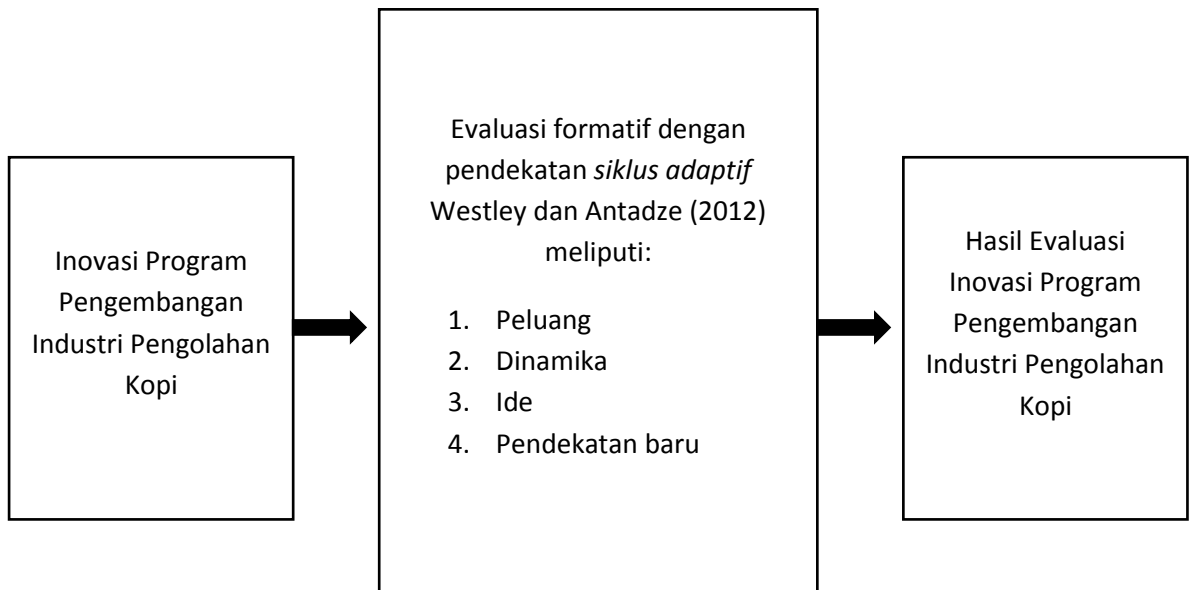 Inovasi Program
Pengembangan
Industri Pengolahan
Kopi
Evaluasi formatif dengan
pendekatan siklus adaptif
Westley dan Antadze (2012)
meliputi:
1. Peluang
2. Dinamika
3. Ide
4. Pendekatan baru
Hasil Evaluasi
Inovasi Program
Pengembangan
Industri Pengolahan
Kopi